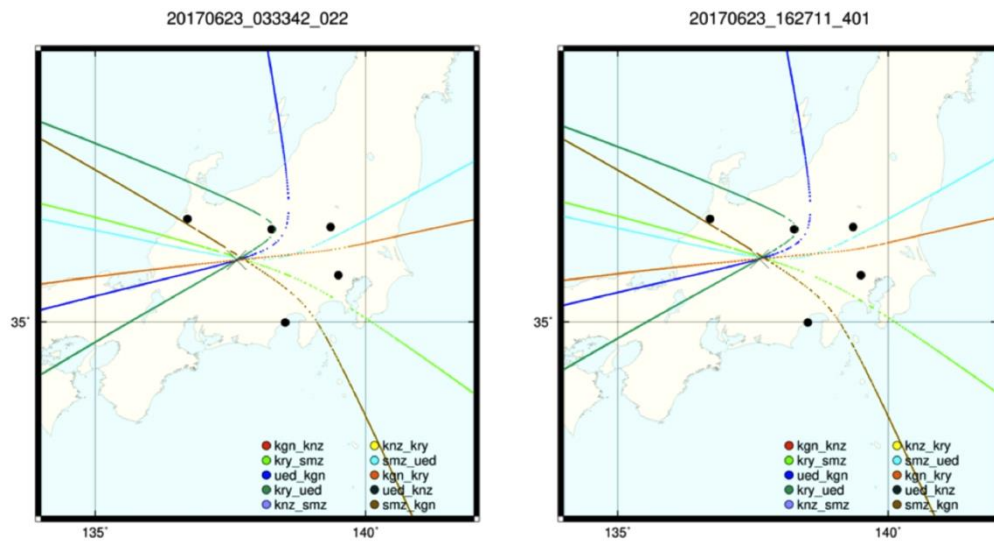 20170623_033342_022
20170623_162711_401
35°
35°
kgn_knz
knz_kry
kry_smz
smz_ued
ued_kgn
kgn_kry
kry_ued
ued_knz
knz_smz
smz_kgn
kgn_knz
knz_kry
kry_smz
smz_ued
ued_kgn
kgn_kry
kry_ued
ued_knz
knz_smz
smz_kgn
135°
140°
135°
140°